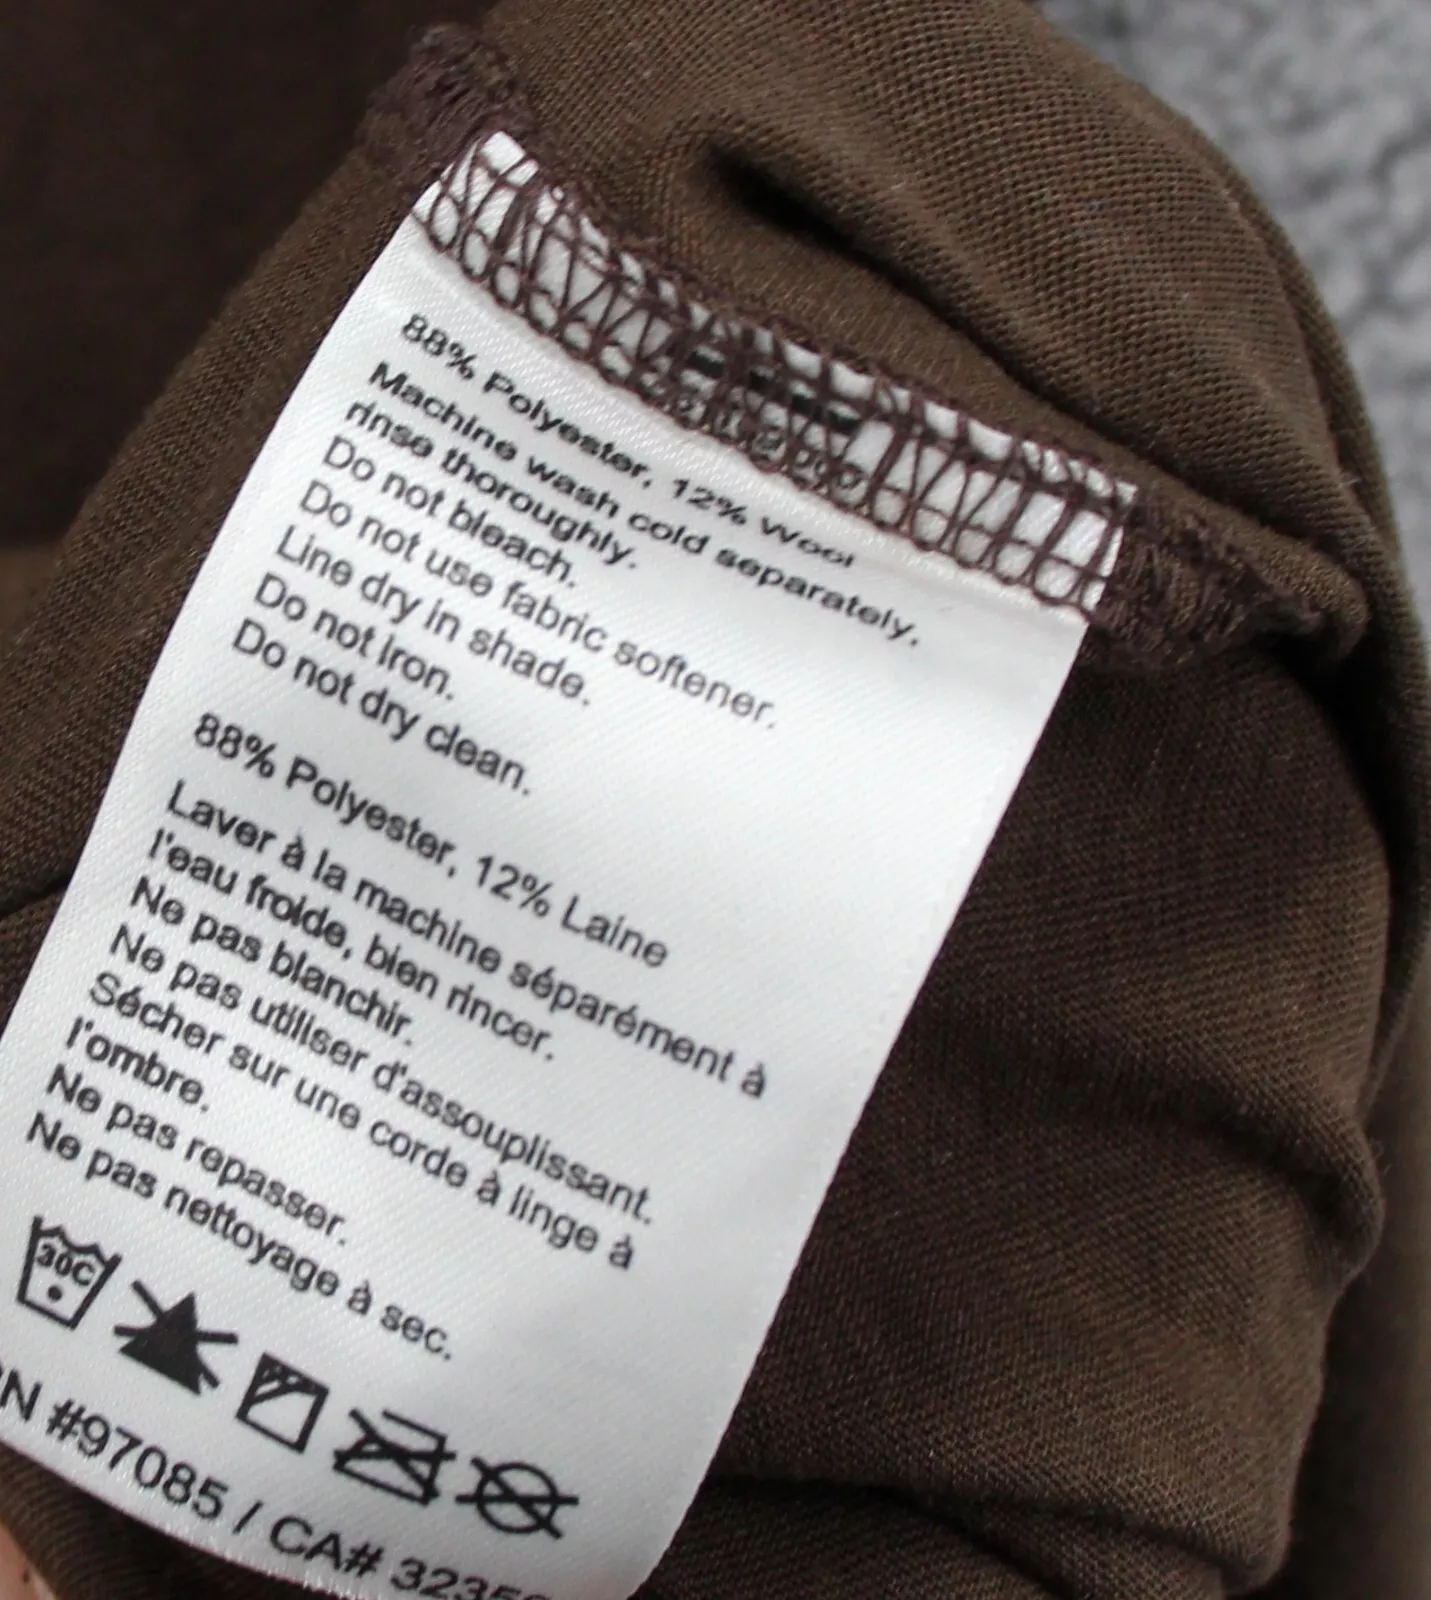 88% Polyester, 12% Wool
Machine wash cold separately,
rinse thoroughly.
Do not bleach.
Do not use fabric softener.
Line dry in shade.
Do not iron.
Do not dry clean.
88% Polyester, 12% Laine
Laver à la machine séparément à
l'eau froide, bien rincer.
Ne pas blanchir.
Ne pas utiliser d'assouplissant.
Sécher sur une corde à linge à
l'ombre.
Ne pas repasser.
Ne pas nettoyage à sec.
30C
#97085 / CA#